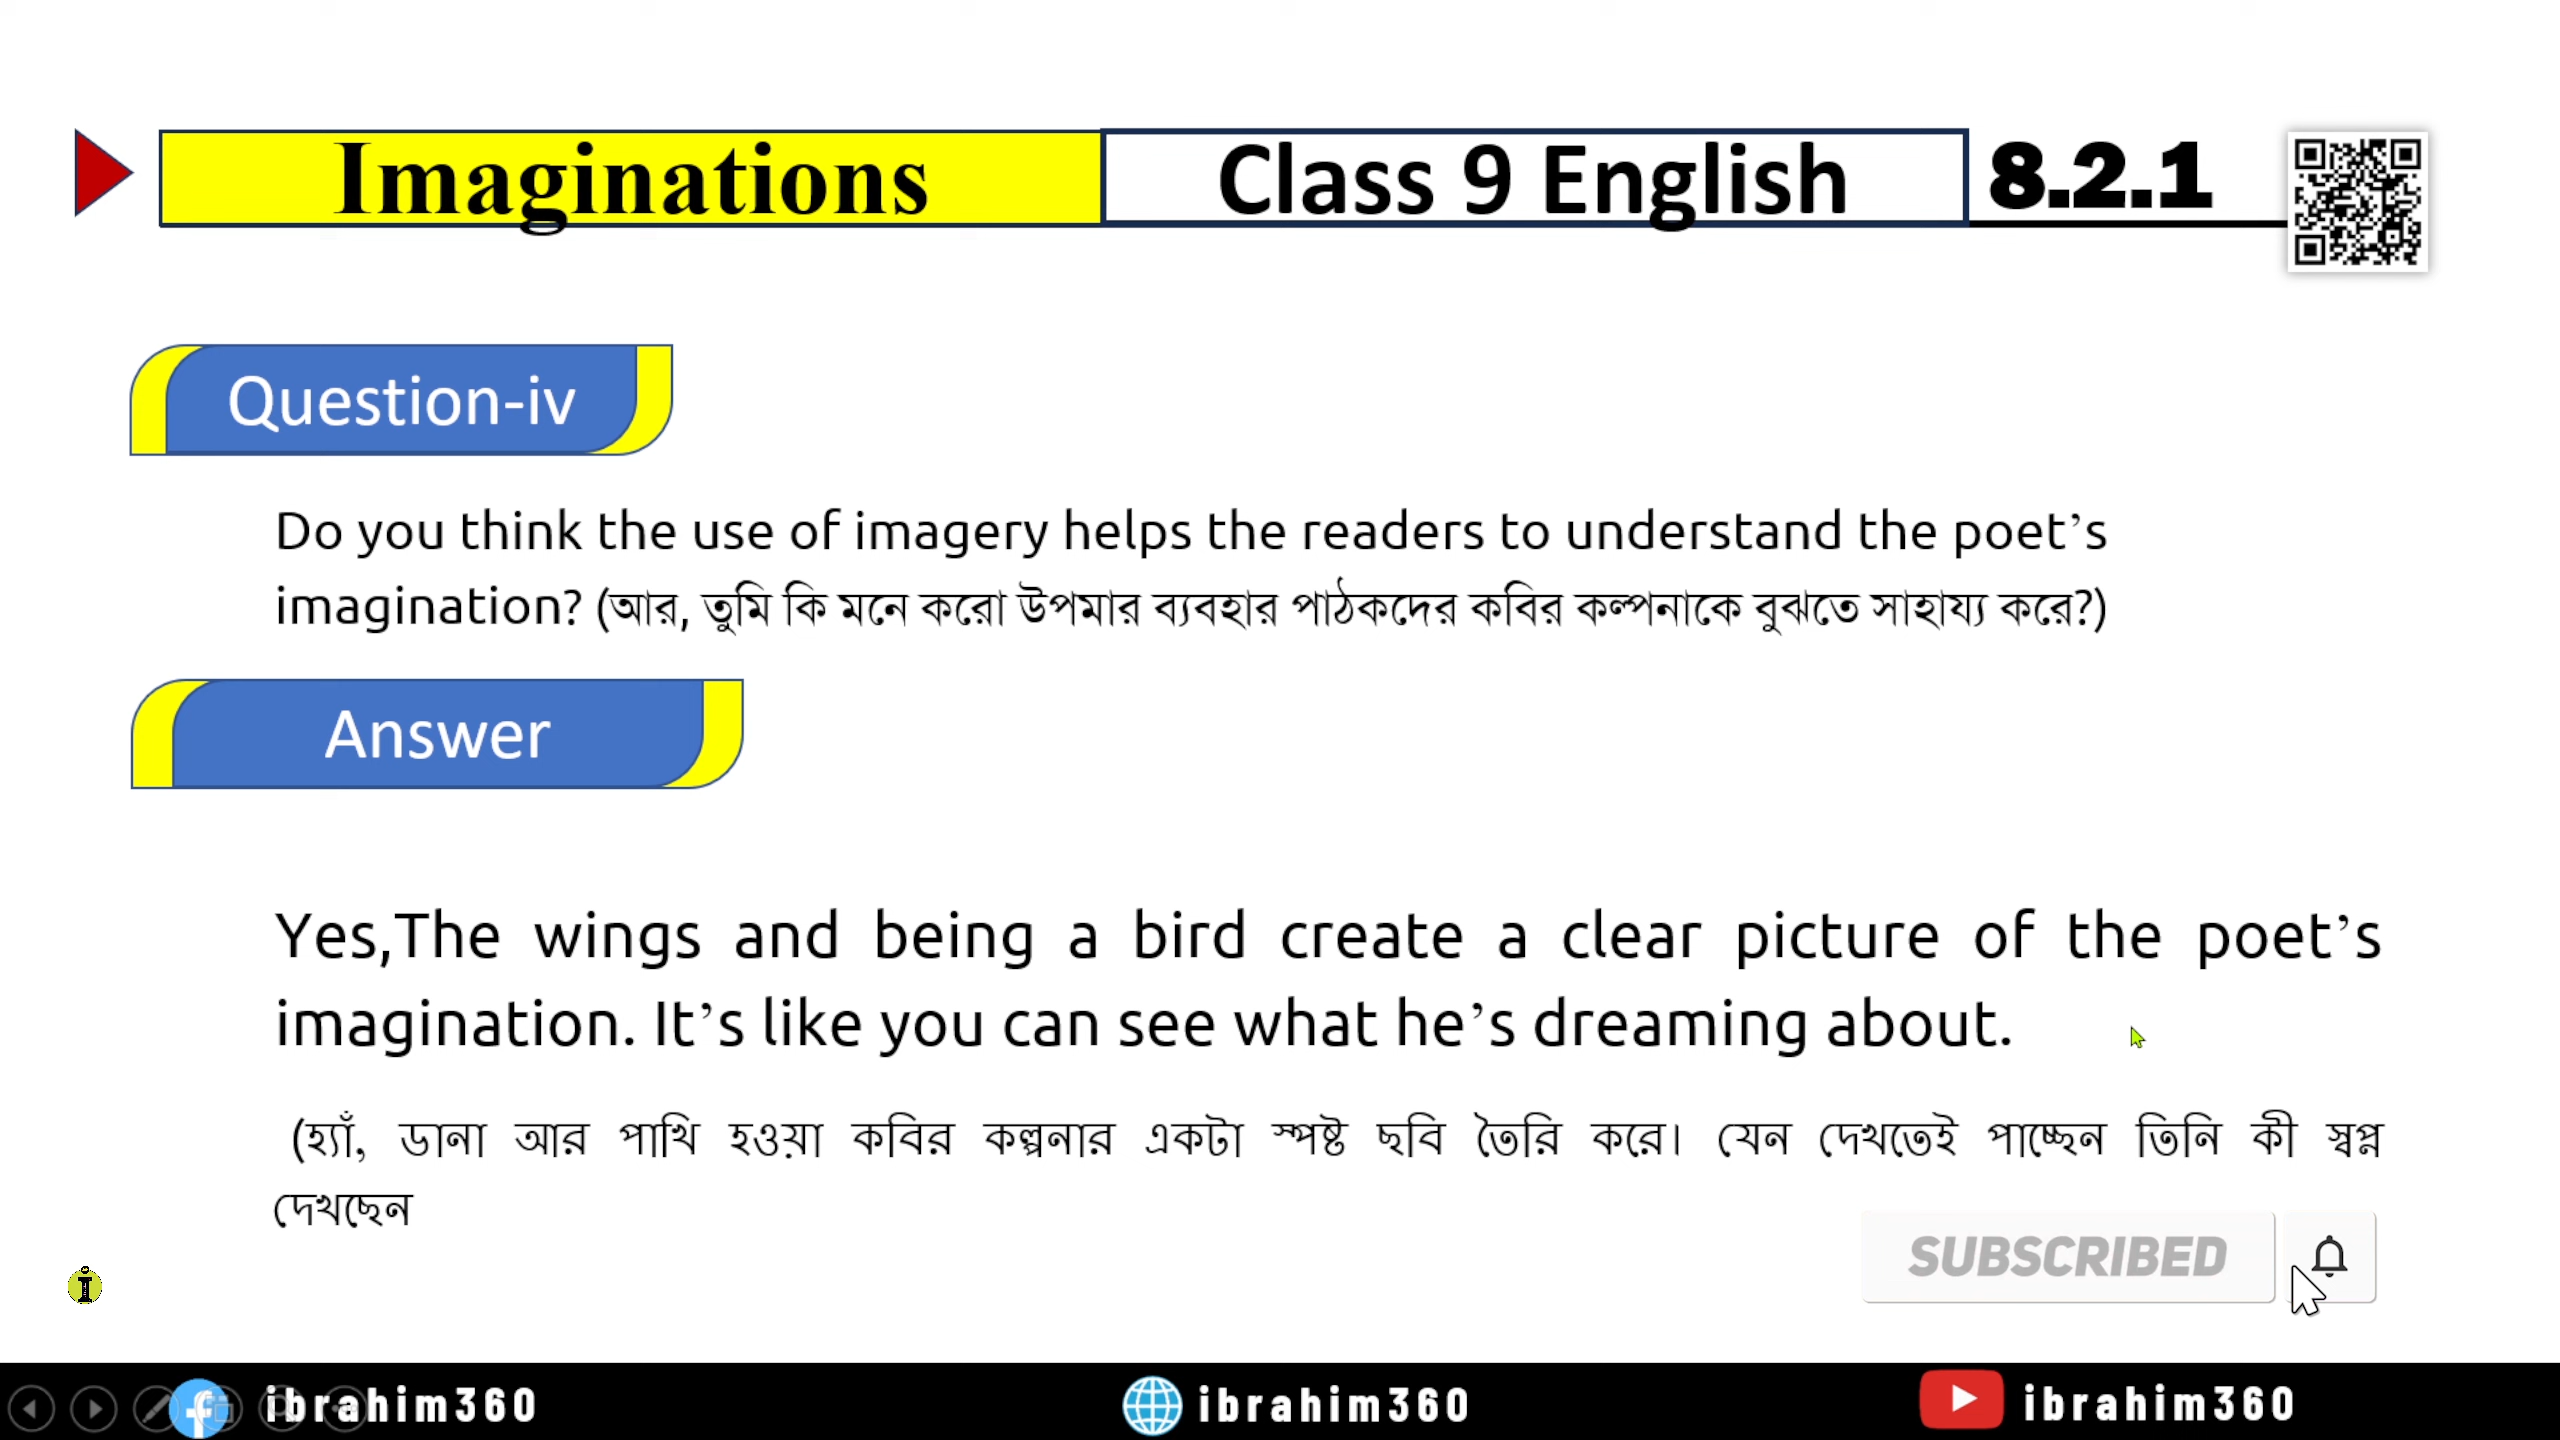 Imaginations
Class 9 English
8.2.1
Question-iv
Do you think the use of imagery helps the readers to understand the poet’s
imagination? (আর, তুমি কি মনে করো উপমার ব্যবহার পাঠকদের কবির কল্পনাকে বুঝতে সাহায্য করে?)
Answer
Yes,The wings and being a bird create a clear picture of the poet’s
imagination. It’s like you can see what he’s dreaming about.
(হ্যাঁ, ডানা আর পাখি হওয়া কবির কল্পনার একটা স্পষ্ট ছবি তৈরি করে। যেন দেখতেই পাচ্ছেন তিনি কী স্বপ্ন
দেখছেন
SUBSCRIBED
ibrahim360
ibrahim360
ibrahim360